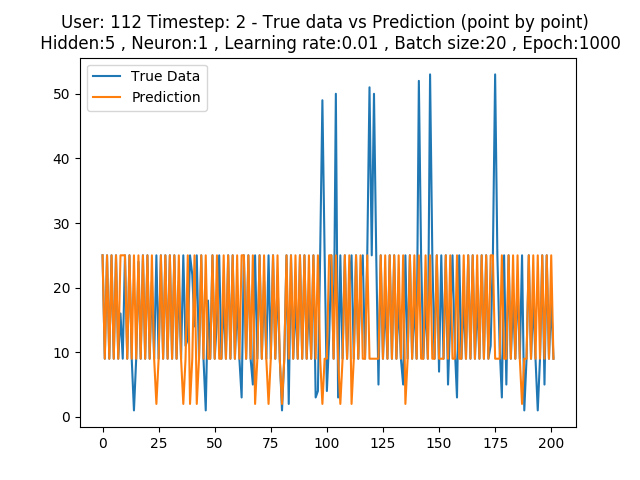 User: 112 Timestep: 2 - True data vs Prediction (point by point)
Hidden:5 , Neuron:1 , Learning rate:0.01 , Batch size:20 , Epoch:1000
True Data
Prediction
50
40
30
20
10
0
0 25 50 75 100 125 150 175 200